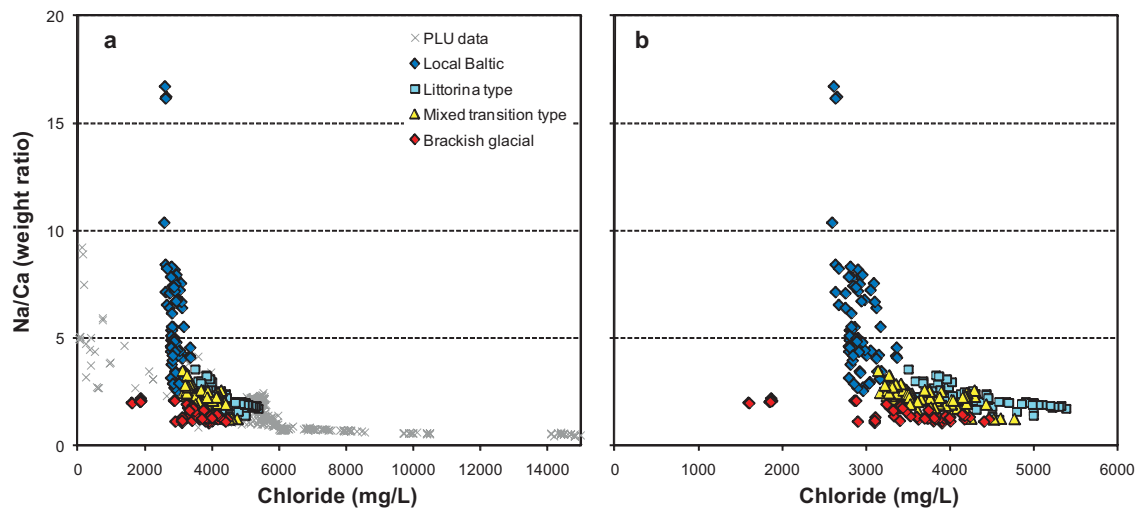 Na/Ca (weight ratio)
20
15
10
5
0
a
PLU data
Local Baltic
Littorina type
Mixed transition type
Brackish glacial
0 2000 4000 6000 8000 10000 12000 14000
Chloride (mg/L)
b
0 1000 2000 3000 4000 5000 6000
Chloride (mg/L)